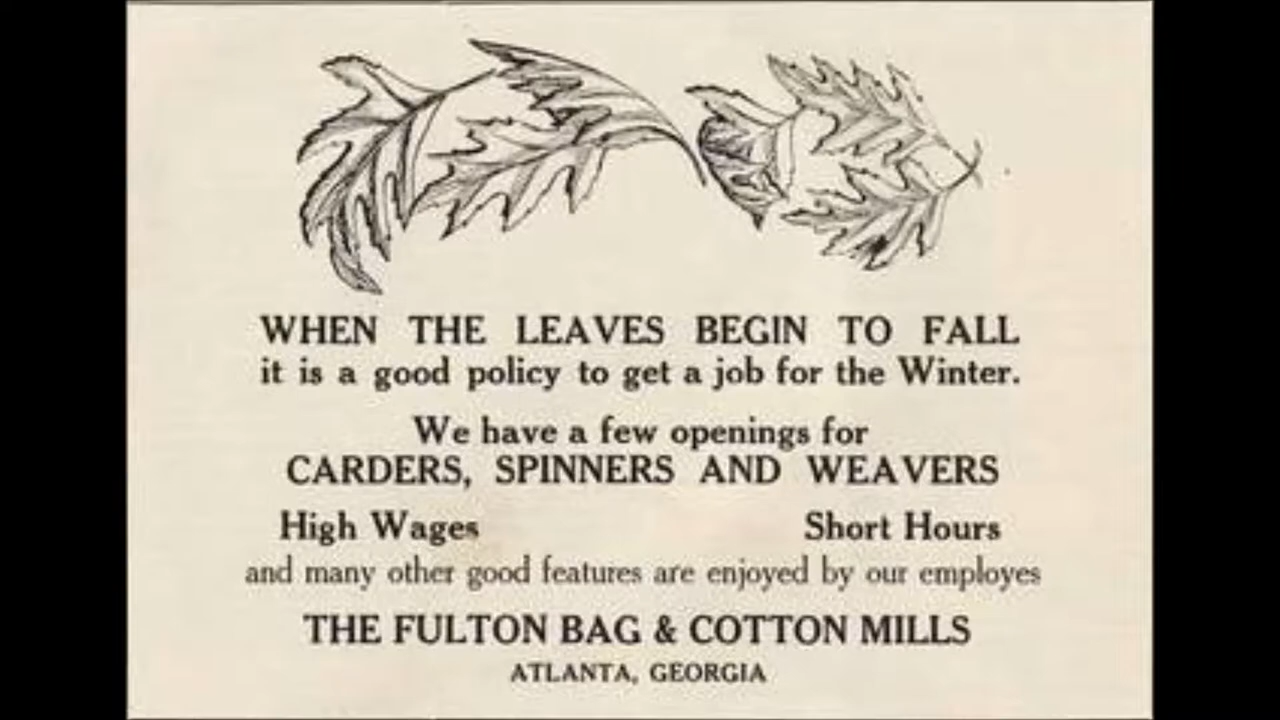 WHEN THE LEAVES BEGIN TO FALL
it is a good policy to get a job for the Winter.
We have a few openings for
CARDERS, SPINNERS AND WEAVERS
High Wages Short Hours
and many other good features are enjoyed by our employes
THE FULTON BAG & COTTON MILLS
ATLANTA, GEORGIA